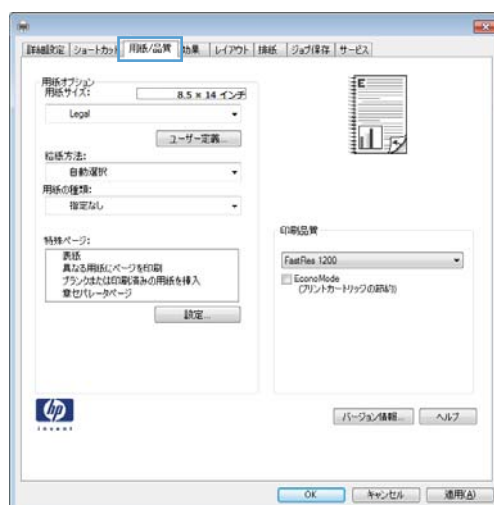 詳細設定 ショートカット 用紙/品質 効果 レイアウト 排紙 ジョブ保存 サービス
用紙オプション
用紙サイズ:
8.5 × 14 インチ
Legal
ユーザー定義...
給紙方法:
自動選択
用紙の種類:
指定なし
特殊ページ:
表紙
異なる用紙にページを印刷
ブランクまたは印刷済みの用紙を挿入
章セパレータページ
設定...
E
印刷品質
FastRes 1200
EconoMode
(プリント カートリッジの節約)
hp
invent
バージョン情報... ヘルプ
OK キャンセル 適用(A)